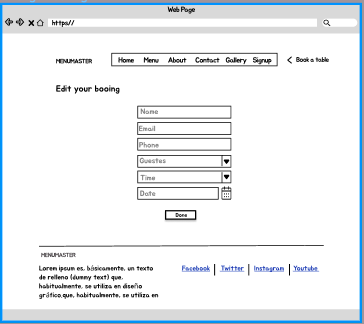 Web Page
https//
MENUMASTER Home Menu About Contact Gallery Signup Book a table
Edit your booing
Name
Email
Phone
Guestes
Time
Date
Done
MENUMASTER
Lorem ipsum es, básicamente, un texto
de relleno (dummy text) que,
habitualmente, se utiliza en diseño
gráfico,que, habitualmente, se utiliza en
Facebook Twitter Instagram Youtube